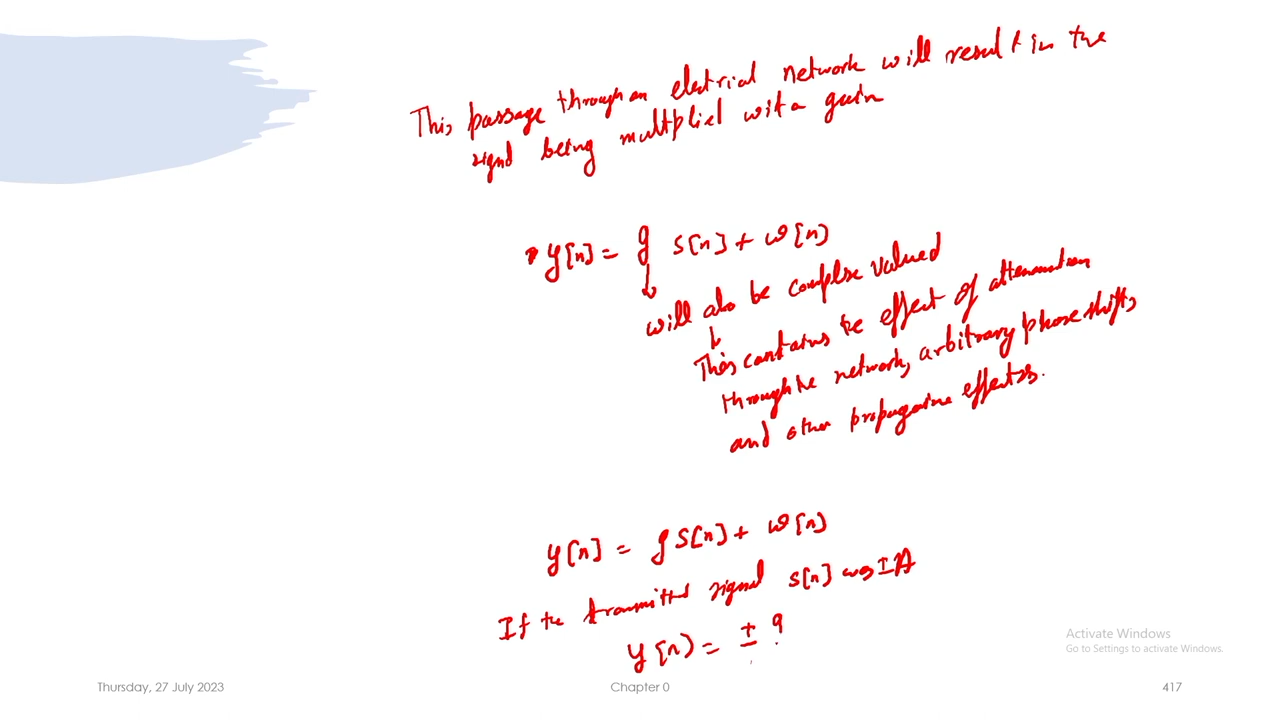 This passage through an electrial network will result in the
signal being multiplied with a gain
y[n] = g s[n] + w[n]
will also be complex valued
This contains the effect of attenuation
through the network, arbitrary phase shifts,
and other propagation effects.
y[n] = g s[n] + w[n]
If the transmitted signal s[n] was ±A
y[n] = ± g
Activate Windows
Go to Settings to activate Windows.
Thursday, 27 July 2023
Chapter 0
417